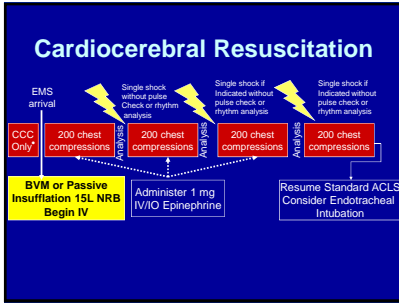 Cardiocerebral Resuscitation
EMS
arrival
Single shock
without pulse
Check or rhythm
analysis
Single shock if
Indicated without
pulse check or
rhythm analysis
Single shock if
Indicated without
pulse check or
rhythm analysis
CCC
Only*
200 chest
compressions
Analysis
200 chest
compressions
Analysis
200 chest
compressions
Analysis
200 chest
compressions
BVM or Passive
Insufflation 15L NRB
Begin IV
Administer 1 mg
IV/IO Epinephrine
Resume Standard ACLS
Consider Endotracheal
Intubation